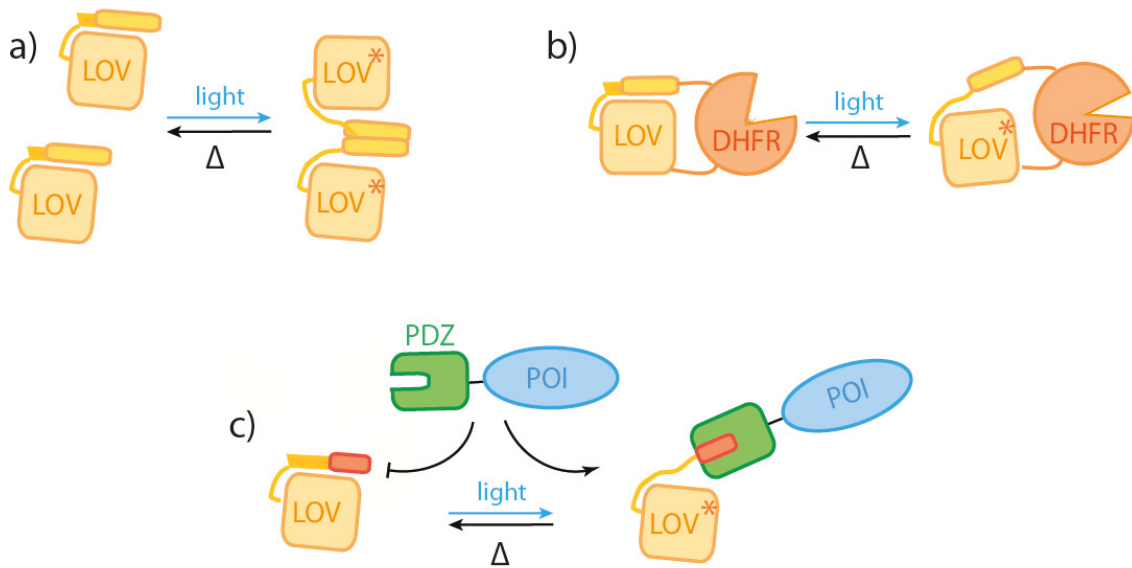 a)
LOV
LOV
light
Δ
LOV*
LOV*
b)
LOV
DHFR
light
Δ
LOV*
DHFR
c)
PDZ
POI
LOV
light
Δ
POI
LOV*